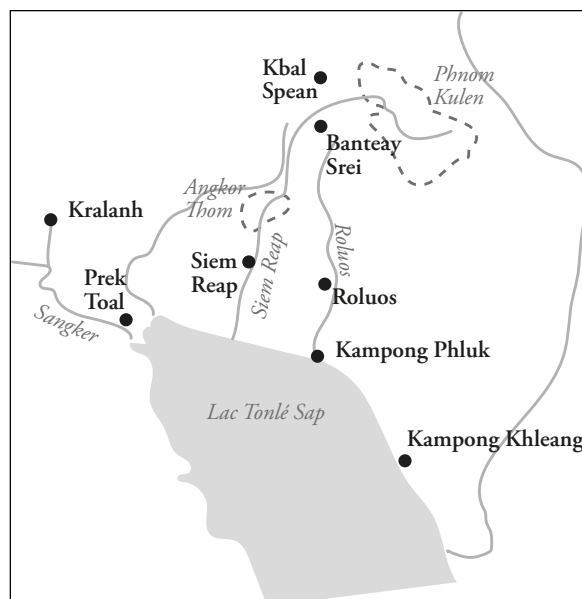 Kbal
Spean
Phnom
Kulen
Banteay
Srei
Angkor
Thom
Kralanh
Siem
Reap
Siem Reap
Roluos
Prek
Toal
Roluos
Sangker
Kampong Phluk
Lac Tonlé Sap
Kampong Khleang